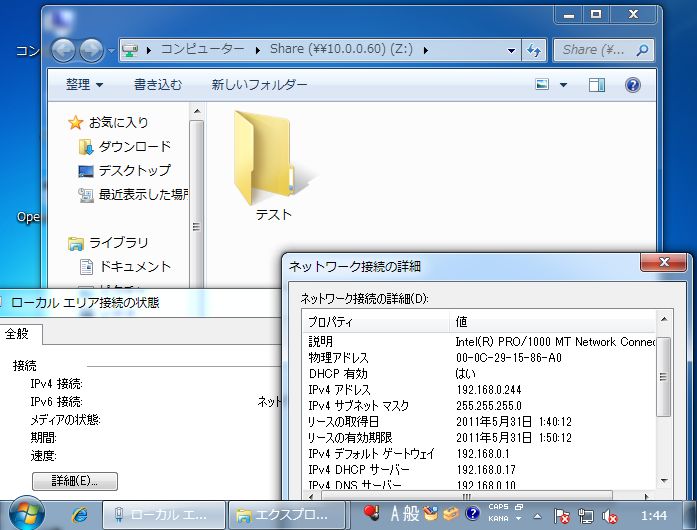 コン
コンピューター ▸ Share (¥¥10.0.0.60) (Z:) ▸
Share (¥...
整理 書き込む 新しいフォルダー
お気に入り
ダウンロード
デスクトップ
最近表示した場所
ライブラリ
ドキュメント
テスト
Ope
ローカル エリア接続の状態
全般
接続
IPv4 接続:
IPv6 接続: ネット
メディアの状態:
期間:
速度:
詳細(E)...
ネットワーク接続の詳細
ネットワーク接続の詳細(D):
プロパティ 値
説明 Intel(R) PRO/1000 MT Network Connec
物理アドレス 00-0C-29-15-86-A0
DHCP 有効 はい
IPv4 アドレス 192.168.0.244
IPv4 サブネット マスク 255.255.255.0
リースの取得日 2011年5月31日 1:40:12
リースの有効期限 2011年5月31日 1:50:12
IPv4 デフォルト ゲートウェイ 192.168.0.1
IPv4 DHCP サーバー 192.168.0.17
IPv4 DNS サーバー 192.168.0.10
ローカル エ...
エクスプロ...
A 般
CAPS
KANA
1:44